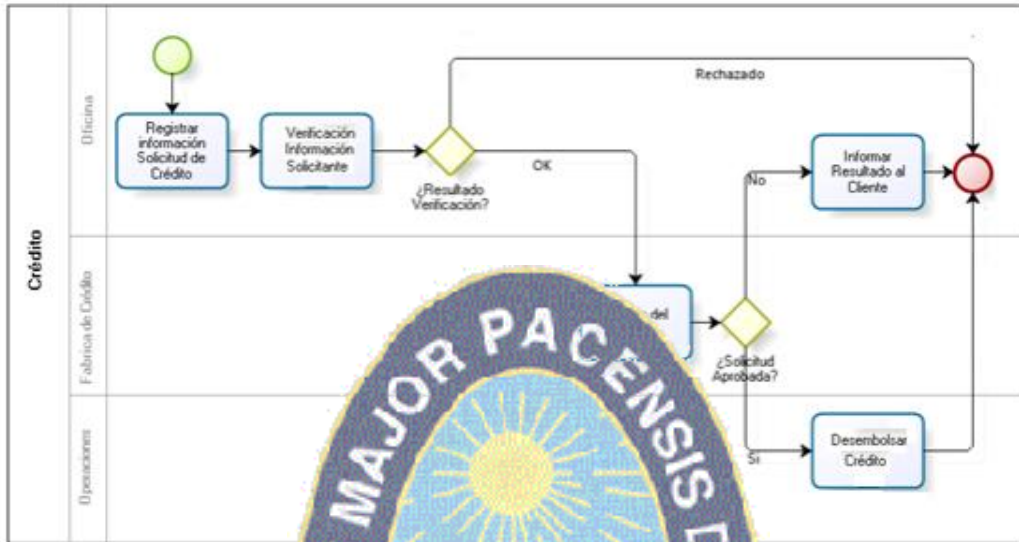 Crédito
Oficina
Fabrica de Crédito
Operaciones
Registrar
información
Solicitud de
Crédito
Verificación
Información
Solicitante
¿Resultado
Verificación?
Rechazado
OK
No
Informar
Resultado al
Cliente
del
¿Solicitud
Aprobada?
Si
Desembolsar
Crédito
MAJOR PACENSIS D